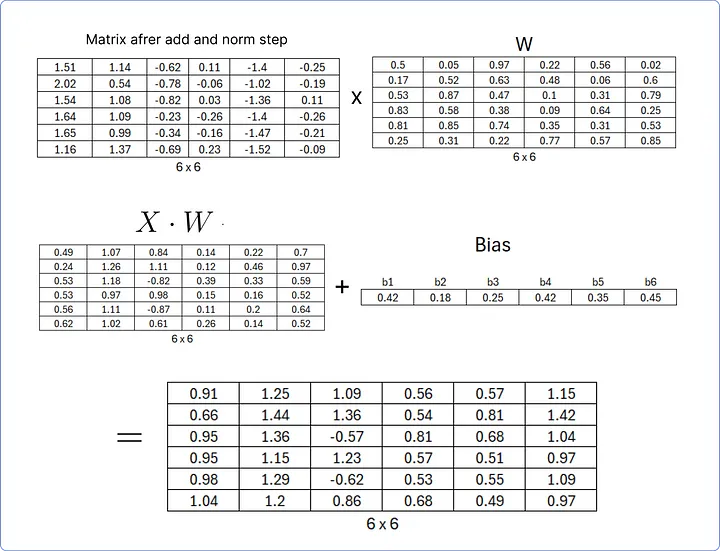 Matrix afrer add and norm step
1.51 1.14 -0.62 0.11 -1.4 -0.25
2.02 0.54 -0.78 -0.06 -1.02 -0.19
1.54 1.08 -0.82 0.03 -1.36 0.11
1.64 1.09 -0.23 -0.26 -1.4 -0.26
1.65 0.99 -0.34 -0.16 -1.47 -0.21
1.16 1.37 -0.69 0.23 -1.52 -0.09
6 x 6
X
W
0.5 0.05 0.97 0.22 0.56 0.02
0.17 0.52 0.63 0.48 0.06 0.6
0.53 0.87 0.47 0.1 0.31 0.79
0.83 0.58 0.38 0.09 0.64 0.25
0.81 0.85 0.74 0.35 0.31 0.53
0.25 0.31 0.22 0.77 0.57 0.85
6 x 6
X · W
0.49 1.07 0.84 0.14 0.22 0.7
0.24 1.26 1.11 0.12 0.46 0.97
0.53 1.18 -0.82 0.39 0.33 0.59
0.53 0.97 0.98 0.15 0.16 0.52
0.56 1.11 -0.87 0.11 0.2 0.64
0.62 1.02 0.61 0.26 0.14 0.52
6 x 6
+
Bias
b1 b2 b3 b4 b5 b6
0.42 0.18 0.25 0.42 0.35 0.45
=
0.91 1.25 1.09 0.56 0.57 1.15
0.66 1.44 1.36 0.54 0.81 1.42
0.95 1.36 -0.57 0.81 0.68 1.04
0.95 1.15 1.23 0.57 0.51 0.97
0.98 1.29 -0.62 0.53 0.55 1.09
1.04 1.2 0.86 0.68 0.49 0.97
6 x 6